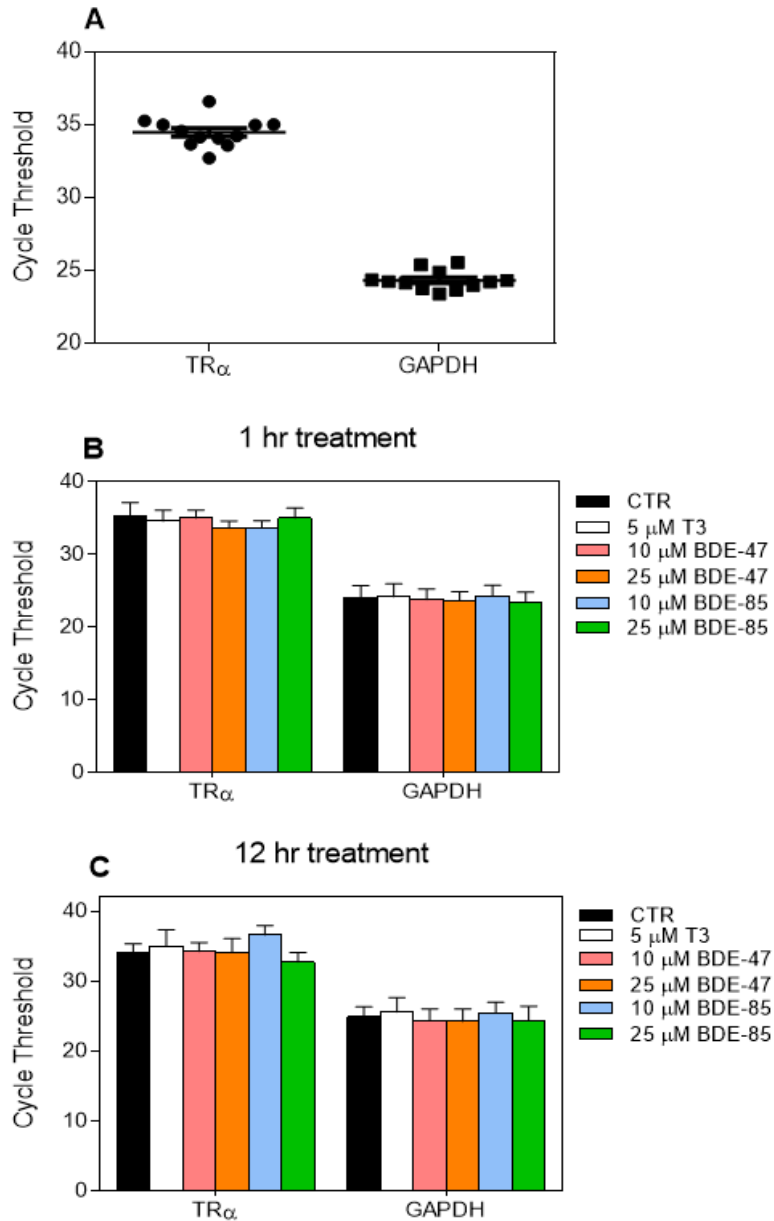 A
40
35
30
25
20
Cycle Threshold
TRα
GAPDH
B
1 hr treatment
40
30
20
10
0
Cycle Threshold
TRα
GAPDH
CTR
5 μM T3
10 μM BDE-47
25 μM BDE-47
10 μM BDE-85
25 μM BDE-85
C
12 hr treatment
40
30
20
10
0
Cycle Threshold
TRα
GAPDH
CTR
5 μM T3
10 μM BDE-47
25 μM BDE-47
10 μM BDE-85
25 μM BDE-85